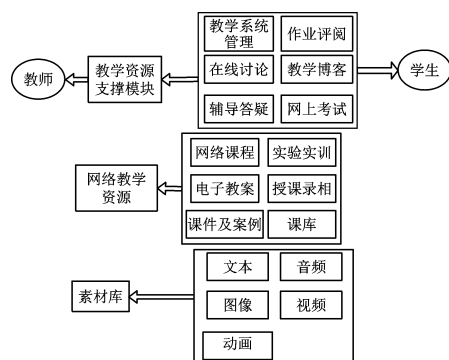 教学系统
管理
作业评阅
教师
教学资源
支撑模块
在线讨论
教学博客
学生
辅导答疑
网上考试
网络课程
实验实训
网络教学
资源
电子教案
授课录相
课件及案例
课库
文本
音频
素材库
图像
视频
动画